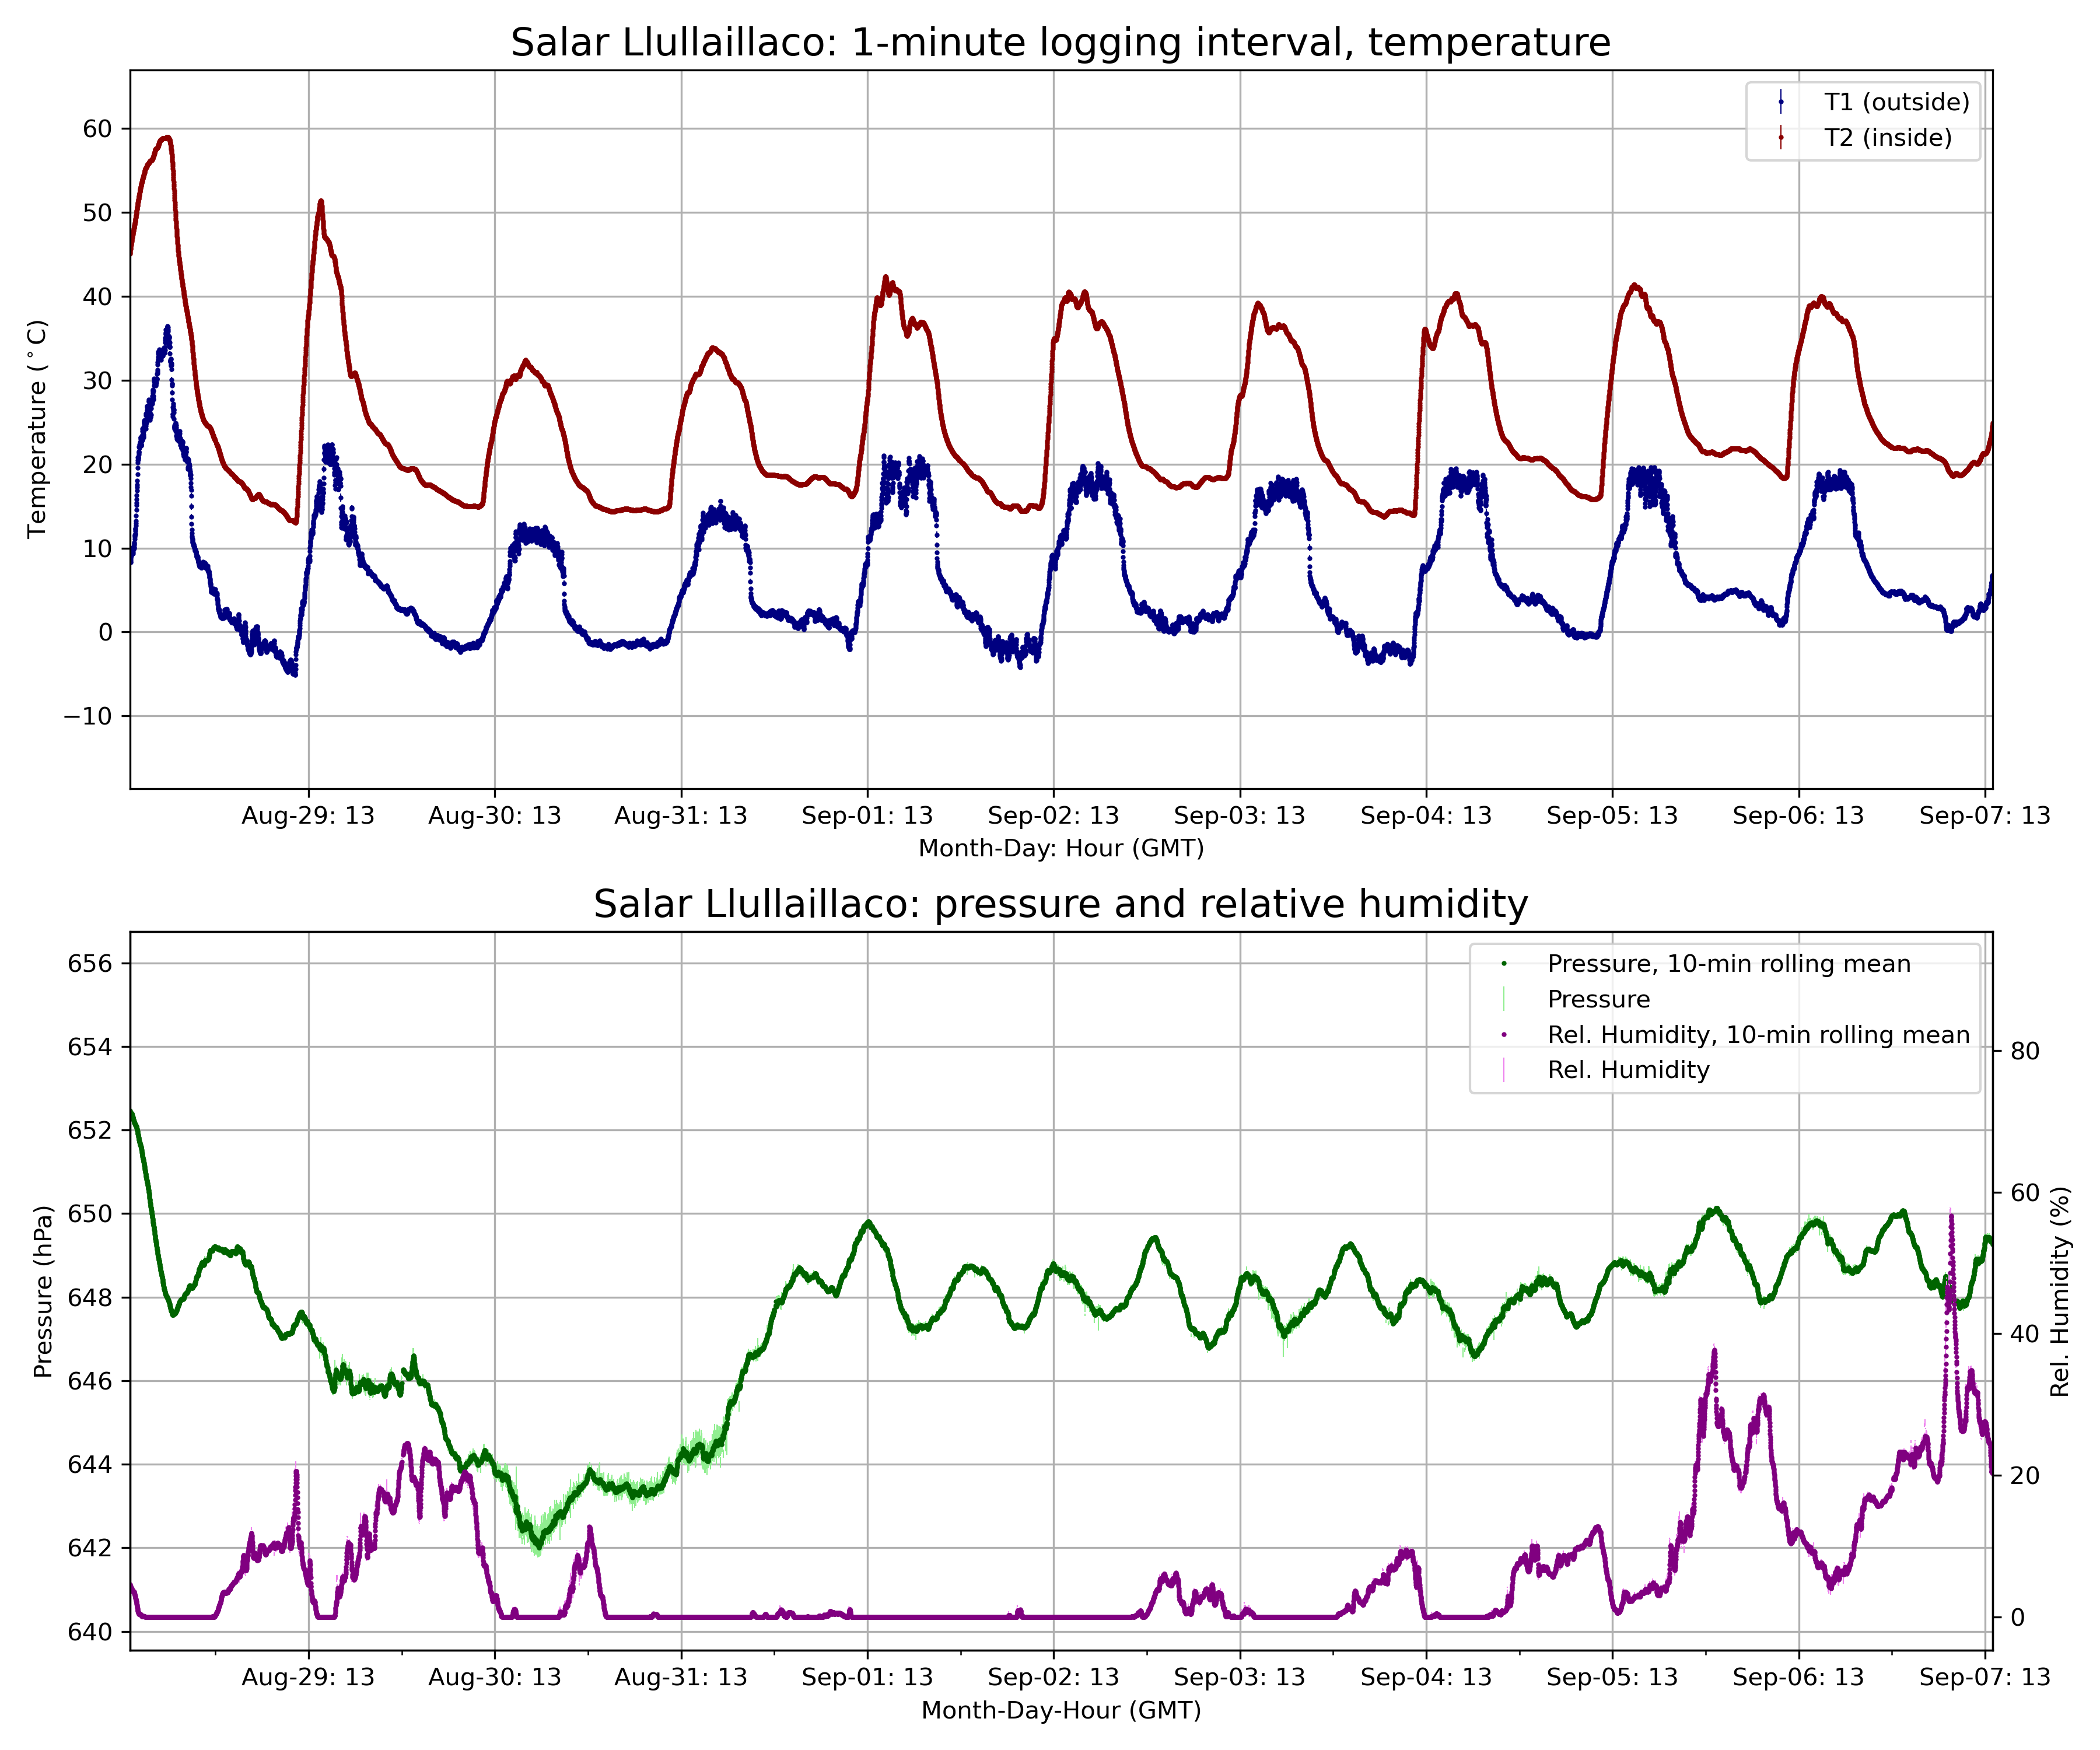 Salar Llullaillaco: 1-minute logging interval, temperature
T1 (outside)
T2 (inside)
60
50
40
30
20
10
0
−10
Temperature (°C)
Aug-29: 13 Aug-30: 13 Aug-31: 13 Sep-01: 13 Sep-02: 13 Sep-03: 13 Sep-04: 13 Sep-05: 13 Sep-06: 13 Sep-07: 13
Month-Day: Hour (GMT)
Salar Llullaillaco: pressure and relative humidity
Pressure, 10-min rolling mean
Pressure
Rel. Humidity, 10-min rolling mean
Rel. Humidity
656
654
652
650
648
646
644
642
640
Pressure (hPa)
80
60
40
20
0
Rel. Humidity (%)
Aug-29: 13 Aug-30: 13 Aug-31: 13 Sep-01: 13 Sep-02: 13 Sep-03: 13 Sep-04: 13 Sep-05: 13 Sep-06: 13 Sep-07: 13
Month-Day-Hour (GMT)